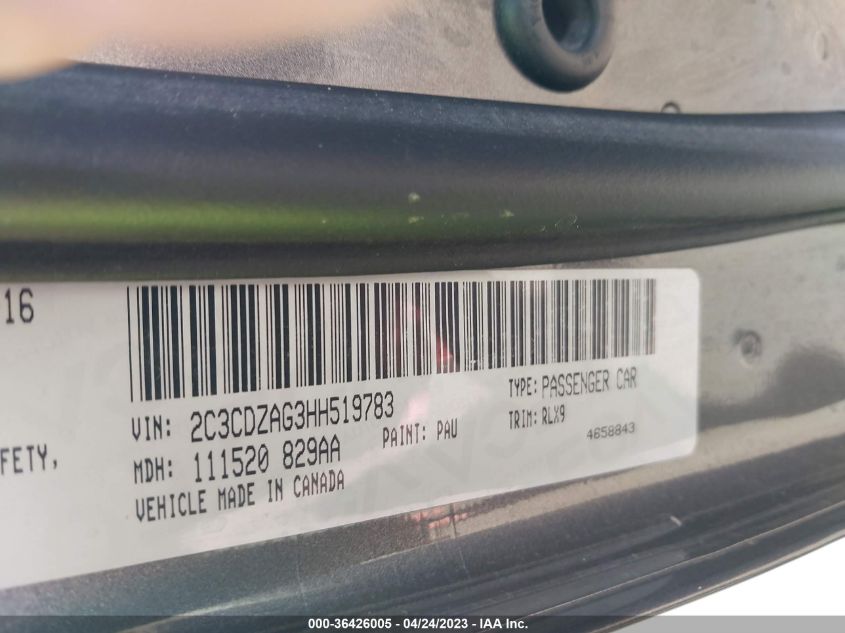 16
VIN: 2C3CDZAG3HH519783
TYPE: PASSENGER CAR
FETY,
MDH: 111520 829AA
PAINT: PAU
TRIM: RLX9
4658843
VEHICLE MADE IN CANADA
000-36426005 - 04/24/2023 - IAA Inc.